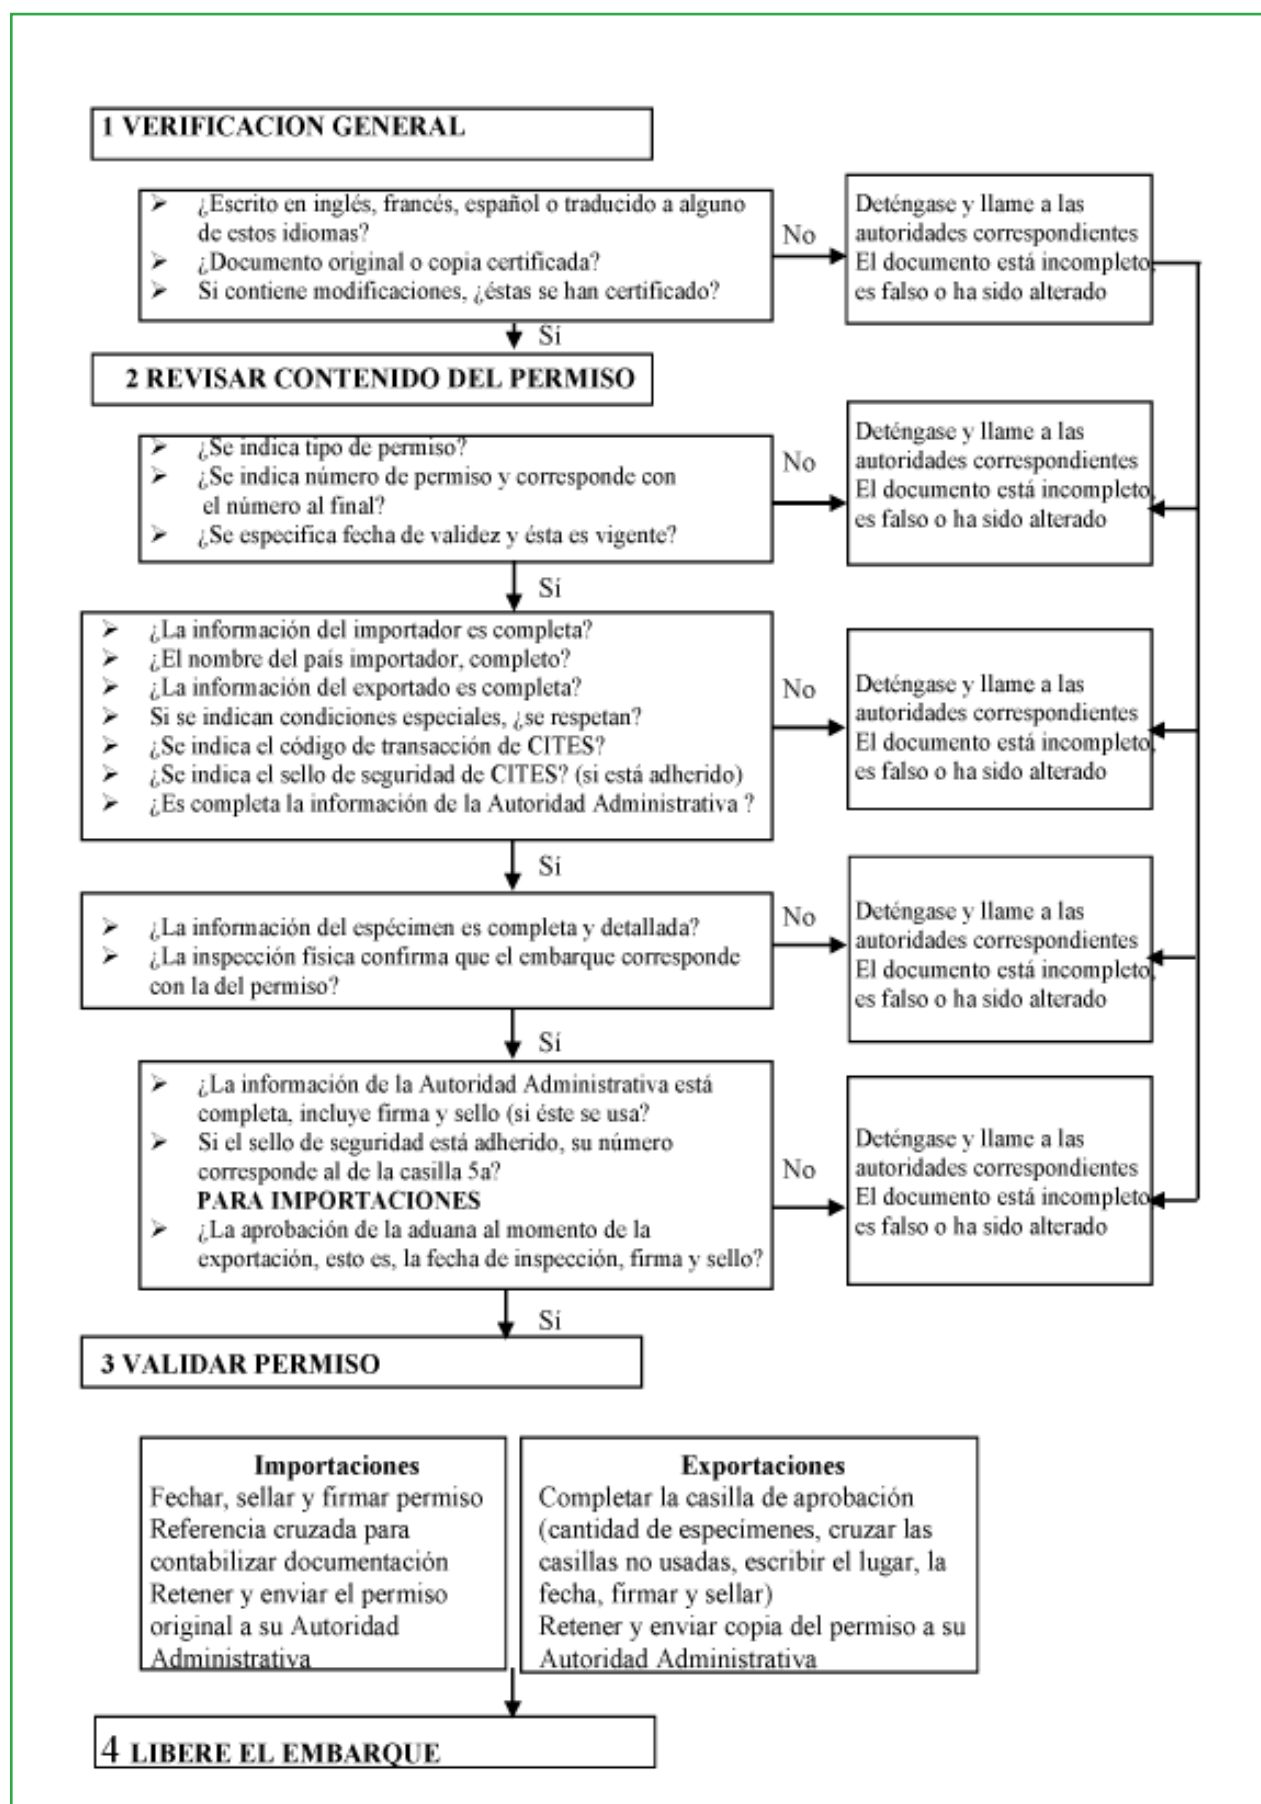 1 VERIFICACION GENERAL
➢ ¿Escrito en inglés, francés, español o traducido a alguno
de estos idiomas?
➢ ¿Documento original o copia certificada?
➢ Si contiene modificaciones, ¿éstas se han certificado?
No
Deténgase y llame a las
autoridades correspondientes
El documento está incompleto,
es falso o ha sido alterado
Sí
2 REVISAR CONTENIDO DEL PERMISO
➢ ¿Se indica tipo de permiso?
➢ ¿Se indica número de permiso y corresponde con
el número al final?
➢ ¿Se especifica fecha de validez y ésta es vigente?
No
Deténgase y llame a las
autoridades correspondientes
El documento está incompleto,
es falso o ha sido alterado
Sí
➢ ¿La información del importador es completa?
➢ ¿El nombre del país importador, completo?
➢ ¿La información del exportado es completa?
➢ Si se indican condiciones especiales, ¿se respetan?
➢ ¿Se indica el código de transacción de CITES?
➢ ¿Se indica el sello de seguridad de CITES? (si está adherido)
➢ ¿Es completa la información de la Autoridad Administrativa ?
No
Deténgase y llame a las
autoridades correspondientes
El documento está incompleto,
es falso o ha sido alterado
Sí
➢ ¿La información del espécimen es completa y detallada?
➢ ¿La inspección física confirma que el embarque corresponde
con la del permiso?
No
Deténgase y llame a las
autoridades correspondientes
El documento está incompleto,
es falso o ha sido alterado
Sí
➢ ¿La información de la Autoridad Administrativa está
completa, incluye firma y sello (si éste se usa?
➢ Si el sello de seguridad está adherido, su número
corresponde al de la casilla 5a?
PARA IMPORTACIONES
➢ ¿La aprobación de la aduana al momento de la
exportación, esto es, la fecha de inspección, firma y sello?
No
Deténgase y llame a las
autoridades correspondientes
El documento está incompleto
es falso o ha sido alterado
Sí
3 VALIDAR PERMISO
Importaciones
Fechar, sellar y firmar permiso
Referencia cruzada para
contabilizar documentación
Retener y enviar el permiso
original a su Autoridad
Administrativa
Exportaciones
Completar la casilla de aprobación
(cantidad de especímenes, cruzar las
casillas no usadas, escribir el lugar, la
fecha, firmar y sellar)
Retener y enviar copia del permiso a su
Autoridad Administrativa
4 LIBERE EL EMBARQUE